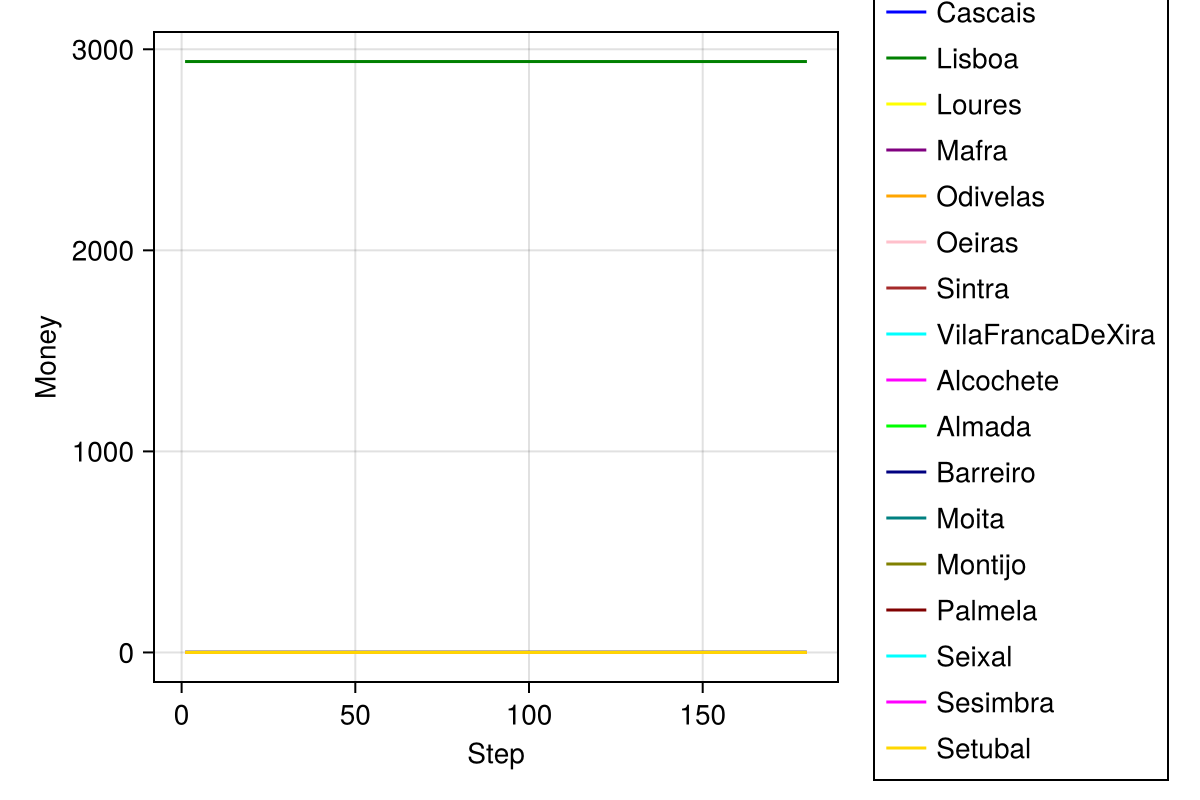 3000
2000
1000
0
Money
0 50 100 150
Step
Cascais
Lisboa
Loures
Mafra
Odivelas
Oeiras
Sintra
VilaFrancaDeXira
Alcochete
Almada
Barreiro
Moita
Montijo
Palmela
Seixal
Sesimbra
Setubal